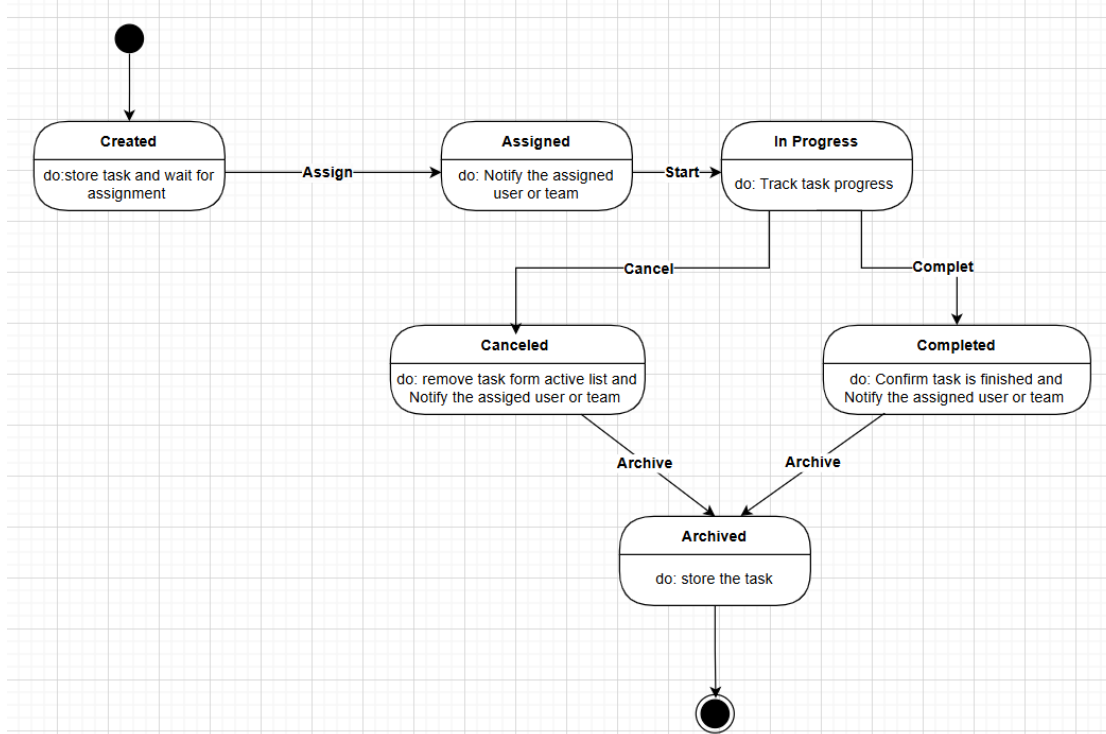 Created
do:store task and wait for
assignment
Assign
Assigned
do: Notify the assigned
user or team
Start
In Progress
do: Track task progress
Cancel
Complet
Canceled
do: remove task form active list and
Notify the assiged user or team
Completed
do: Confirm task is finished and
Notify the assigned user or team
Archive
Archive
Archived
do: store the task